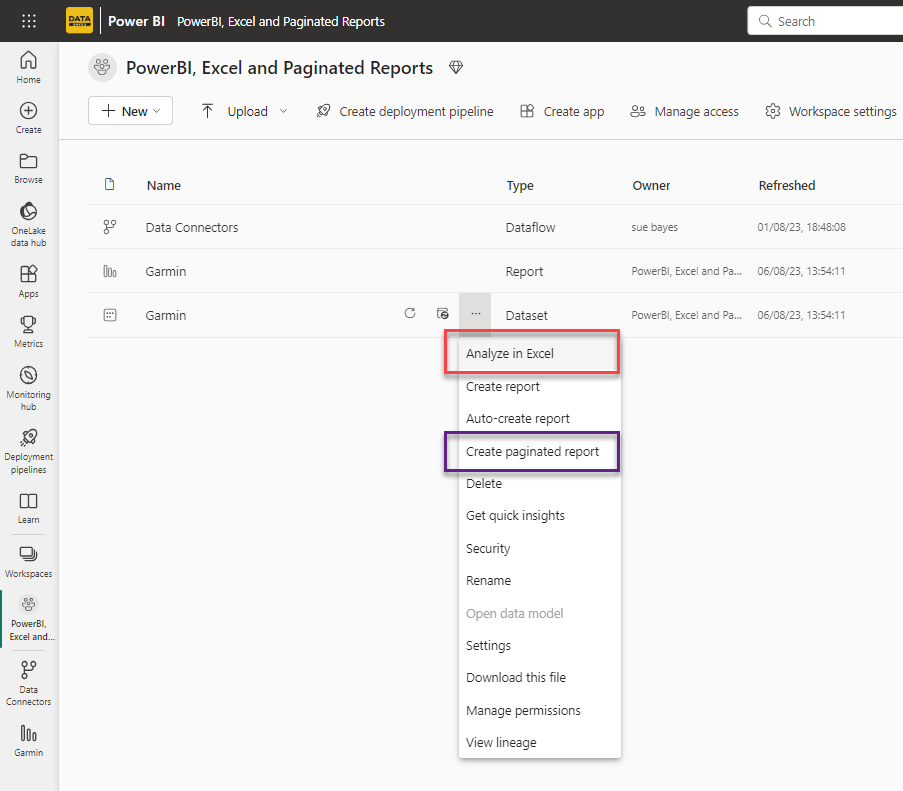 DATA
Power BI PowerBI, Excel and Paginated Reports
Search
Home
Create
Browse
OneLake
data hub
Apps
Metrics
Monitoring
hub
Deployment
pipelines
Learn
Workspaces
PowerBI,
Excel and...
Data
Connectors
Garmin
PowerBI, Excel and Paginated Reports
New Upload Create deployment pipeline Create app Manage access Workspace settings
Name Type Owner Refreshed
Data Connectors Dataflow sue bayes 01/08/23, 18:48:08
Garmin Report PowerBI, Excel and Pa... 06/08/23, 13:54:11
Garmin ... Dataset PowerBI, Excel and Pa... 06/08/23, 13:54:11
Analyze in Excel
Create report
Auto-create report
Create paginated report
Delete
Get quick insights
Security
Rename
Open data model
Settings
Download this file
Manage permissions
View lineage